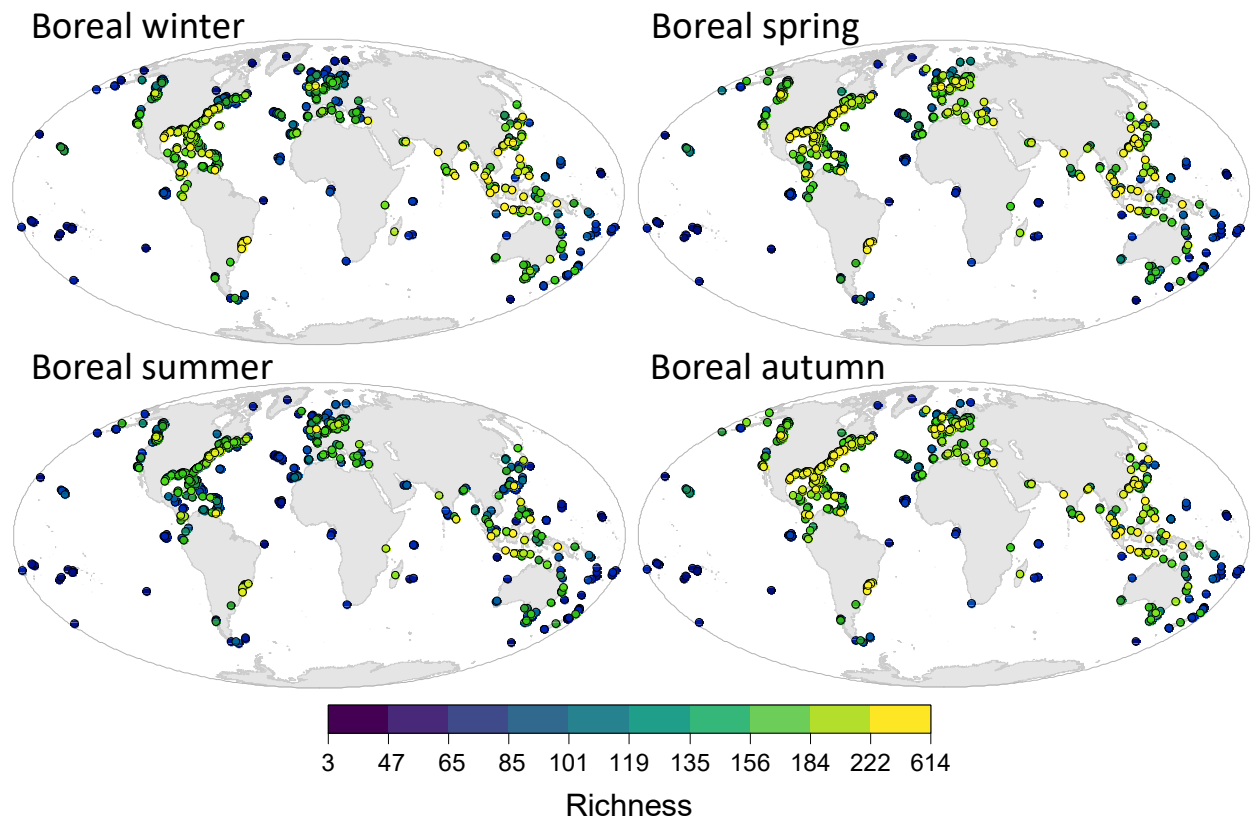 Boreal winter
Boreal spring
Boreal summer
Boreal autumn
3 47 65 85 101 119 135 156 184 222 614
Richness